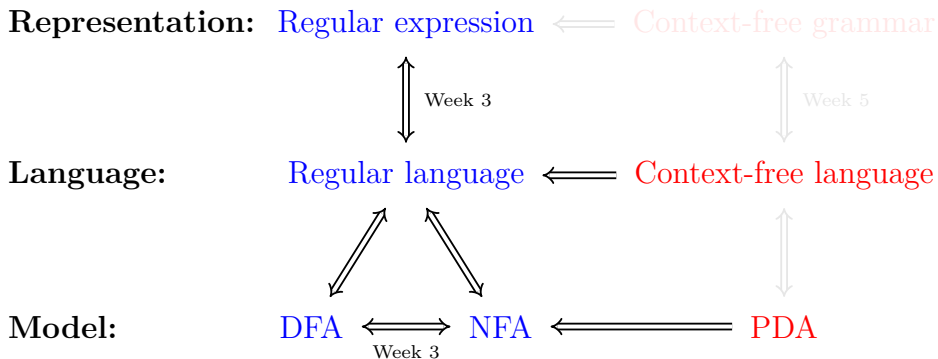 Representation: Regular expression Context-free grammar
Week 3 Week 5
Language: Regular language Context-free language
Model: DFA NFA PDA
Week 3